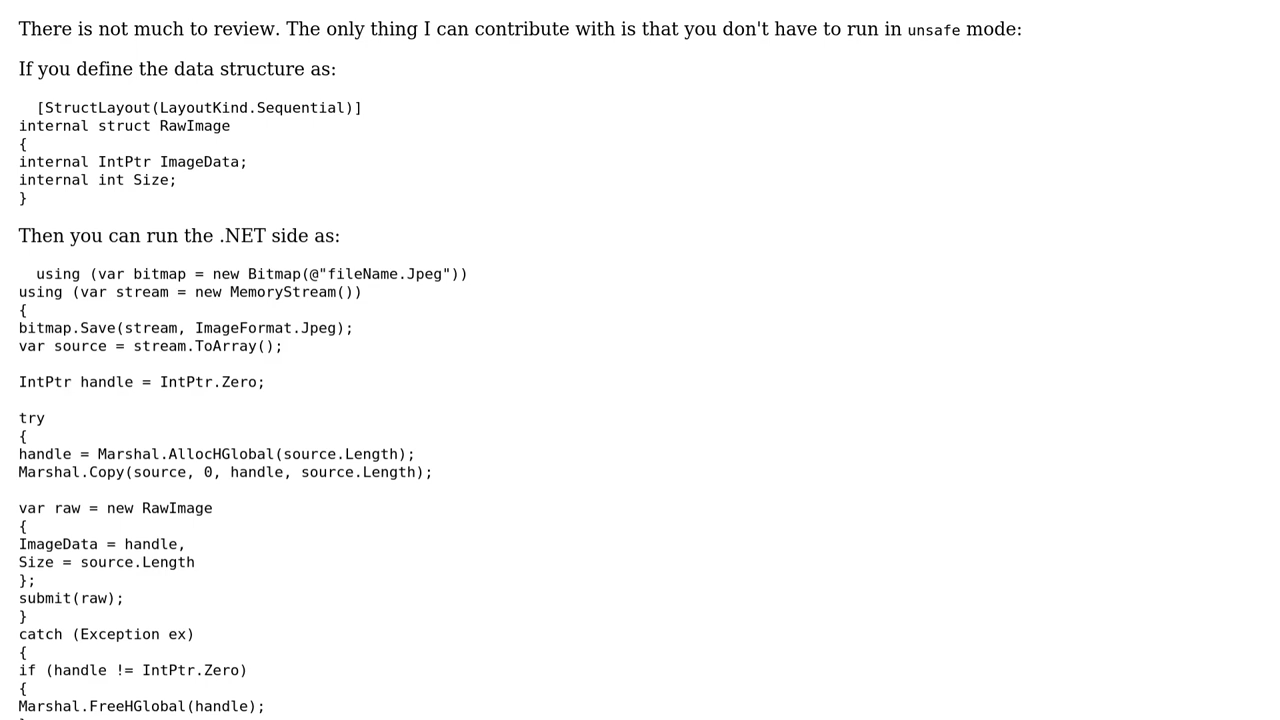 There is not much to review. The only thing I can contribute with is that you don't have to run in unsafe mode:
If you define the data structure as:
[StructLayout(LayoutKind.Sequential)]
internal struct RawImage
{
internal IntPtr ImageData;
internal int Size;
}
Then you can run the .NET side as:
using (var bitmap = new Bitmap(@"fileName.Jpeg"))
using (var stream = new MemoryStream())
{
bitmap.Save(stream, ImageFormat.Jpeg);
var source = stream.ToArray();
IntPtr handle = IntPtr.Zero;
try
{
handle = Marshal.AllocHGlobal(source.Length);
Marshal.Copy(source, 0, handle, source.Length);
var raw = new RawImage
{
ImageData = handle,
Size = source.Length
};
submit(raw);
}
catch (Exception ex)
{
if (handle != IntPtr.Zero)
{
Marshal.FreeHGlobal(handle);